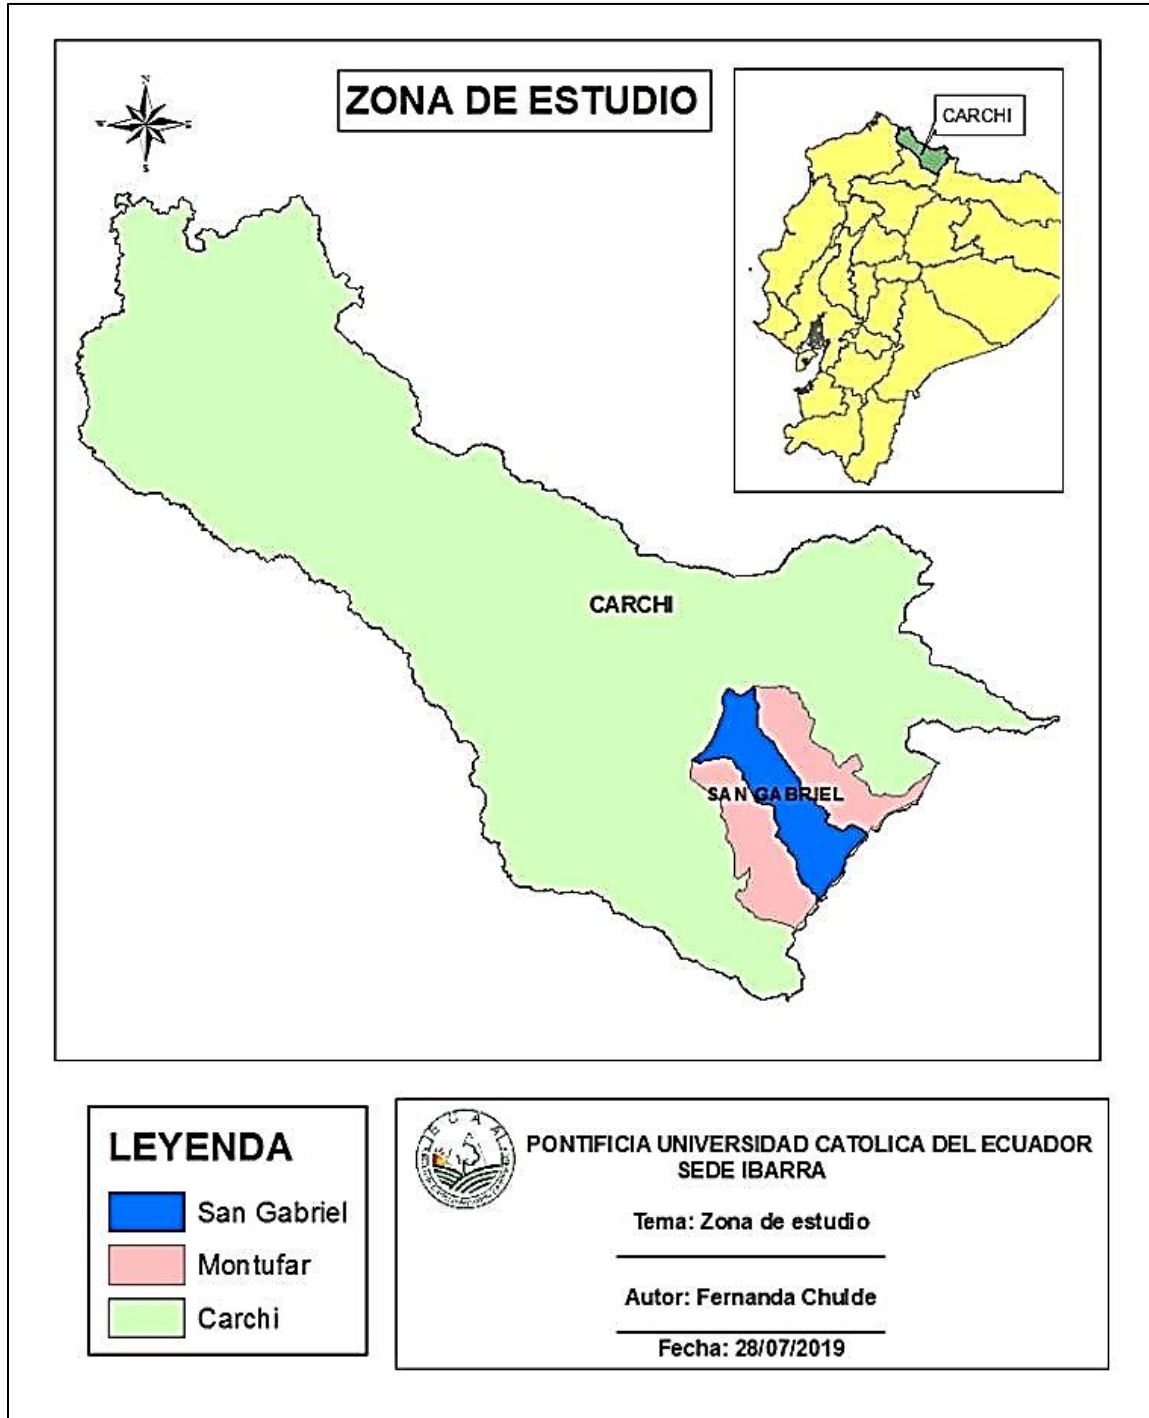 N
W
E
S
ZONA DE ESTUDIO
CARCHI
CARCHI
SAN GABRIEL
LEYENDA
San Gabriel
Montufar
Carchi
ECAA
PONTIFICIA UNIVERSIDAD CATOLICA DEL ECUADOR
SEDE IBARRA
Tema: Zona de estudio
Autor: Fernanda Chulde
Fecha: 28/07/2019